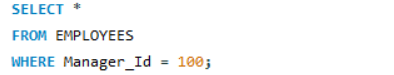 SELECT *
FROM EMPLOYEES
WHERE Manager_Id = 100;